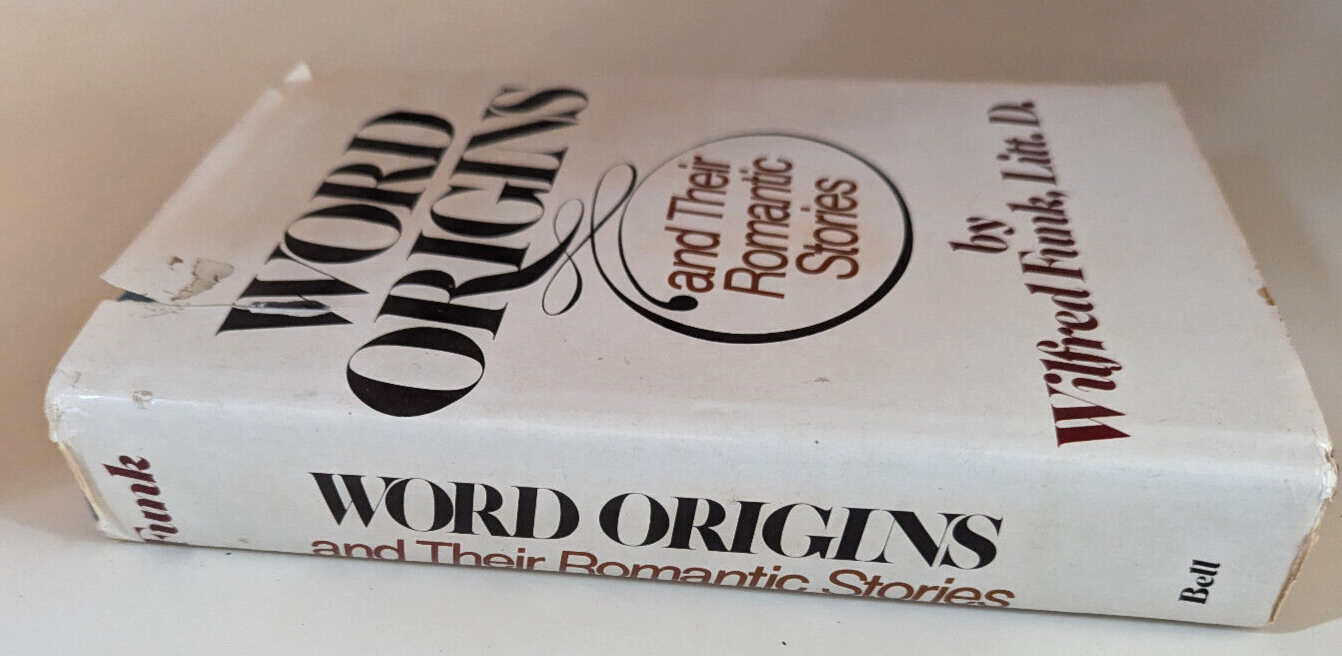 WORD
ORIGINS
and Their
Romantic
Stories
by
Wilfred Funk, Litt. D.
Funk
WORD ORIGINS
and Their Romantic Stories
Bell